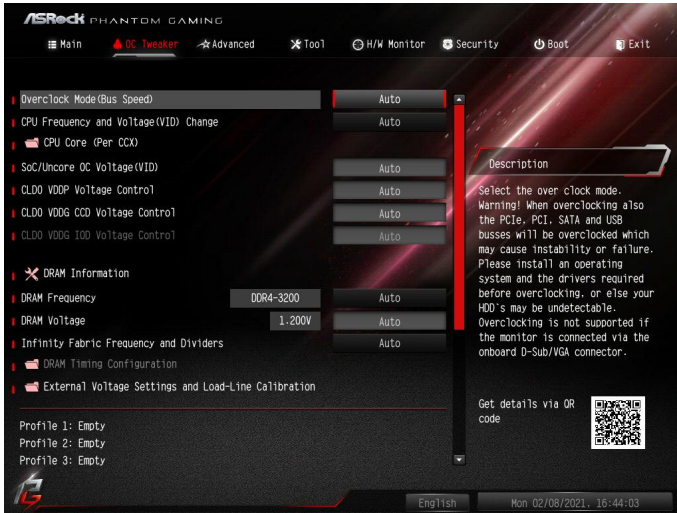 ASRock PHANTOM GAMING
Main OC Tweaker Advanced Tool H/W Monitor Security Boot Exit
Overclock Mode(Bus Speed) Auto
CPU Frequency and Voltage(VID) Change Auto
CPU Core (Per CCX)
SoC/Uncore OC Voltage(VID) Auto
CLDO VDDP Voltage Control Auto
CLDO VDDG CCD Voltage Control Auto
CLDO VDDG IOD Voltage Control Auto
DRAM Information
DRAM Frequency DDR4-3200 Auto
DRAM Voltage 1.200V Auto
Infinity Fabric Frequency and Dividers Auto
DRAM Timing Configuration
External Voltage Settings and Load-Line Calibration
Profile 1: Empty
Profile 2: Empty
Profile 3: Empty
Description
Select the over clock mode.
Warning! When overclocking also
the PCIe, PCI, SATA and USB
busses will be overclocked which
may cause instability or failure.
Please install an operating
system and the drivers required
before overclocking, or else your
HDD`s may be undetectable.
Overclocking is not supported if
the monitor is connected via the
onboard D-Sub/VGA connector.
Get details via QR
code
English Mon 02/08/2021, 16:44:03